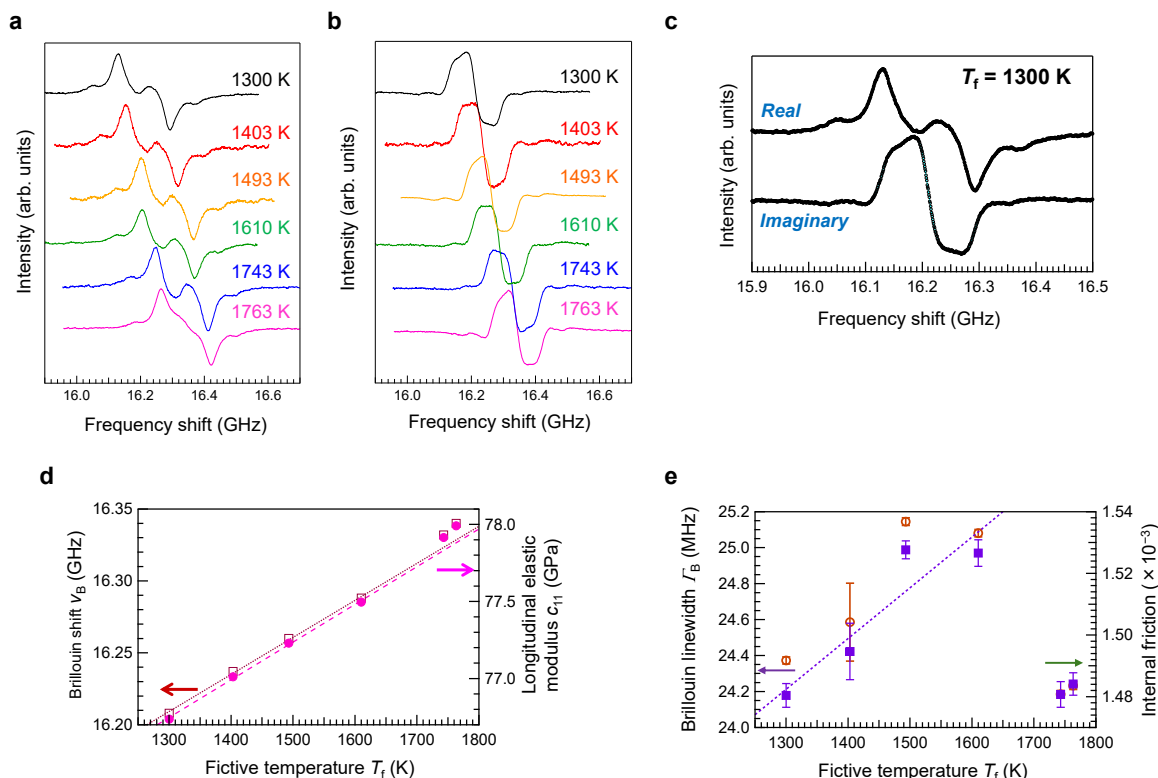 a
1300 K
1403 K
1493 K
1610 K
1743 K
1763 K
Intensity (arb. units)
16.0 16.2 16.4 16.6
Frequency shift (GHz)
b
1300 K
1403 K
1493 K
1610 K
1743 K
1763 K
Intensity (arb. units)
16.0 16.2 16.4 16.6
Frequency shift (GHz)
c
T_f = 1300 K
Real
Imaginary
Intensity (arb. units)
15.9 16.0 16.1 16.2 16.3 16.4 16.5
Frequency shift (GHz)
d
Brillouin shift ν_B (GHz)
16.35
16.30
16.25
16.20
78.0
77.5
77.0
Longitudinal elastic
modulus c_11 (GPa)
1300 1400 1500 1600 1700 1800
Fictive temperature T_f (K)
e
Brillouin linewidth Γ_B (MHz)
25.2
25.0
24.8
24.6
24.4
24.2
24.0
1.54
1.52
1.50
1.48
Internal friction (× 10⁻³)
1300 1400 1500 1600 1700 1800
Fictive temperature T_f (K)